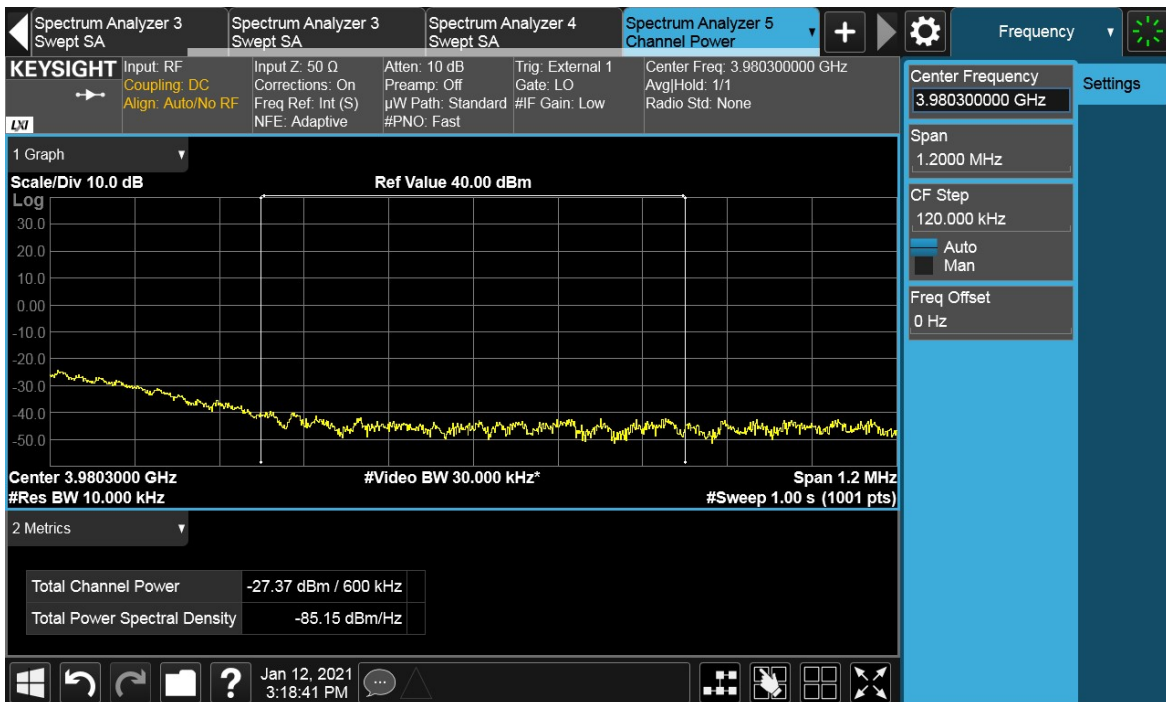 Spectrum Analyzer 3
Swept SA
Spectrum Analyzer 3
Swept SA
Spectrum Analyzer 4
Swept SA
Spectrum Analyzer 5
Channel Power
+
Frequency
KEYSIGHT
LXI
Input: RF
Coupling: DC
Align: Auto/No RF
Input Z: 50 Ω
Corrections: On
Freq Ref: Int (S)
NFE: Adaptive
Atten: 10 dB
Preamp: Off
µW Path: Standard
#PNO: Fast
Trig: External 1
Gate: LO
#IF Gain: Low
Center Freq: 3.980300000 GHz
Avg|Hold: 1/1
Radio Std: None
Center Frequency
3.980300000 GHz
Settings
Span
1.2000 MHz
CF Step
120.000 kHz
Auto
Man
Freq Offset
0 Hz
1 Graph
Scale/Div 10.0 dB
Ref Value 40.00 dBm
Log
30.0
20.0
10.0
0.00
-10.0
-20.0
-30.0
-40.0
-50.0
Center 3.9803000 GHz
#Video BW 30.000 kHz*
Span 1.2 MHz
#Res BW 10.000 kHz
#Sweep 1.00 s (1001 pts)
2 Metrics
Total Channel Power -27.37 dBm / 600 kHz
Total Power Spectral Density -85.15 dBm/Hz
?
Jan 12, 2021
3:18:41 PM